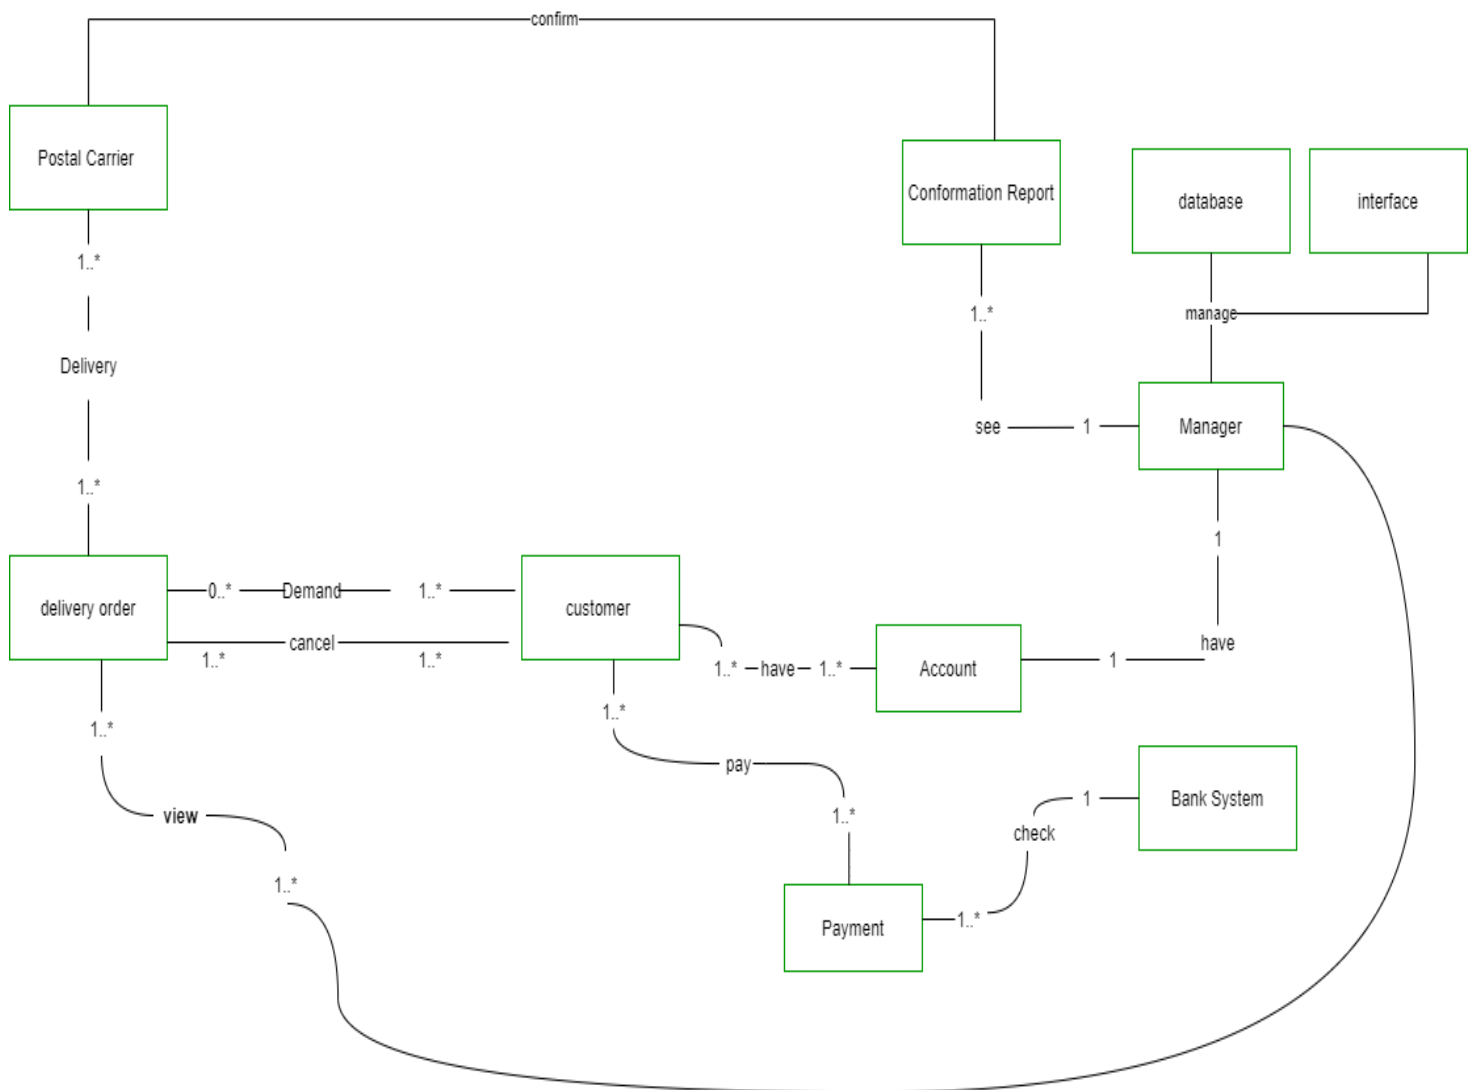 confirm
Postal Carrier
Conformation Report
database
interface
1..*
1..*
manage
Delivery
see
1
Manager
1..*
1
delivery order
0..*
Demand
1..*
customer
cancel
1..*
1..*
have
1..*
have
1..*
Account
1
1..*
1..*
pay
Bank System
1
view
1..*
check
1..*
1..*
Payment